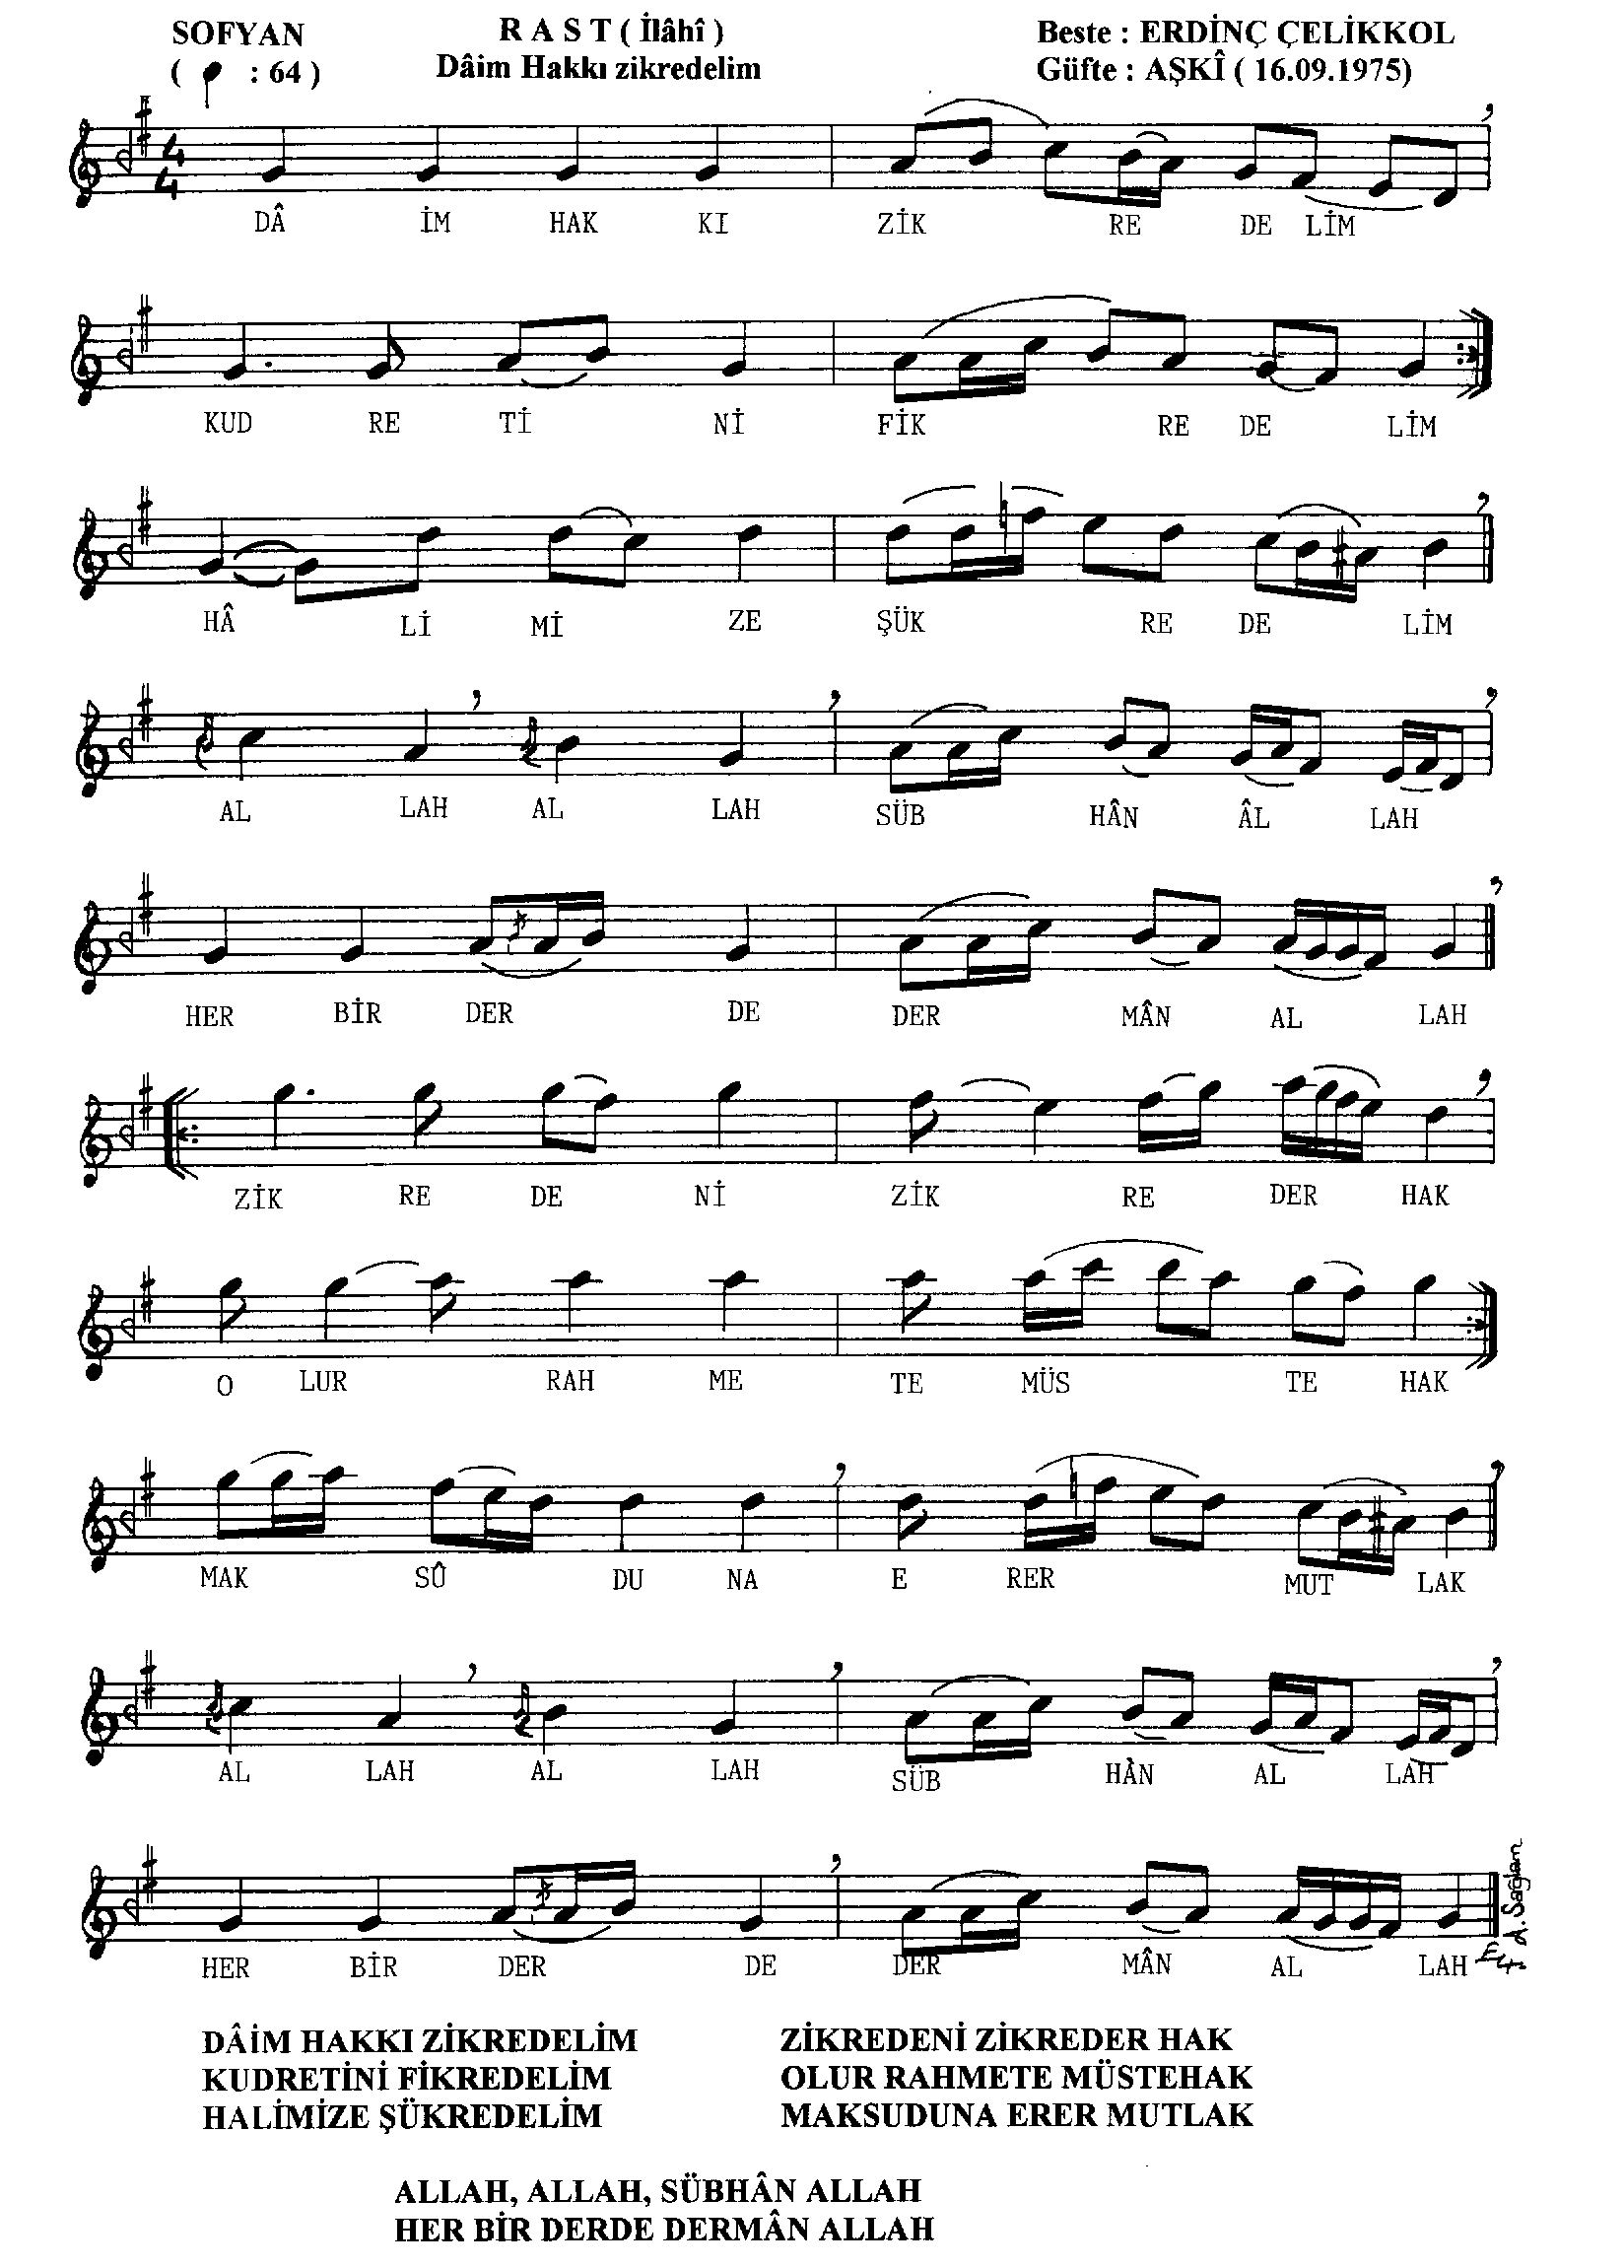 SOFYAN
( : 64 )
R A S T ( İlâhî )
Dâim Hakkı zikredelim
Beste : ERDİNÇ ÇELİKKOL
Güfte : AŞKÎ ( 16.09.1975)
4
4
DÂ İM HAK KI ZİK RE DE LİM
KUD RE Tİ Nİ FİK RE DE LİM
HÂ Lİ Mİ ZE ŞÜK RE DE LİM
AL LAH AL LAH SÜB HÂN ÂL LAH
HER BİR DER DE DER MÂN AL LAH
ZİK RE DE Nİ ZİK RE DER HAK
O LUR RAH ME TE MÜS TE HAK
MAK SÛ DU NA E RER MUT LAK
AL LAH AL LAH SÜB HÀN AL LAH
HER BİR DER DE DER MÂN AL LAH
DÂİM HAKKI ZİKREDELİM
KUDRETİNİ FİKREDELİM
HALİMİZE ŞÜKREDELİM
ZİKREDENİ ZİKREDER HAK
OLUR RAHMETE MÜSTEHAK
MAKSUDUNA ERER MUTLAK
ALLAH, ALLAH, SÜBHÂN ALLAH
HER BİR DERDE DERMÂN ALLAH